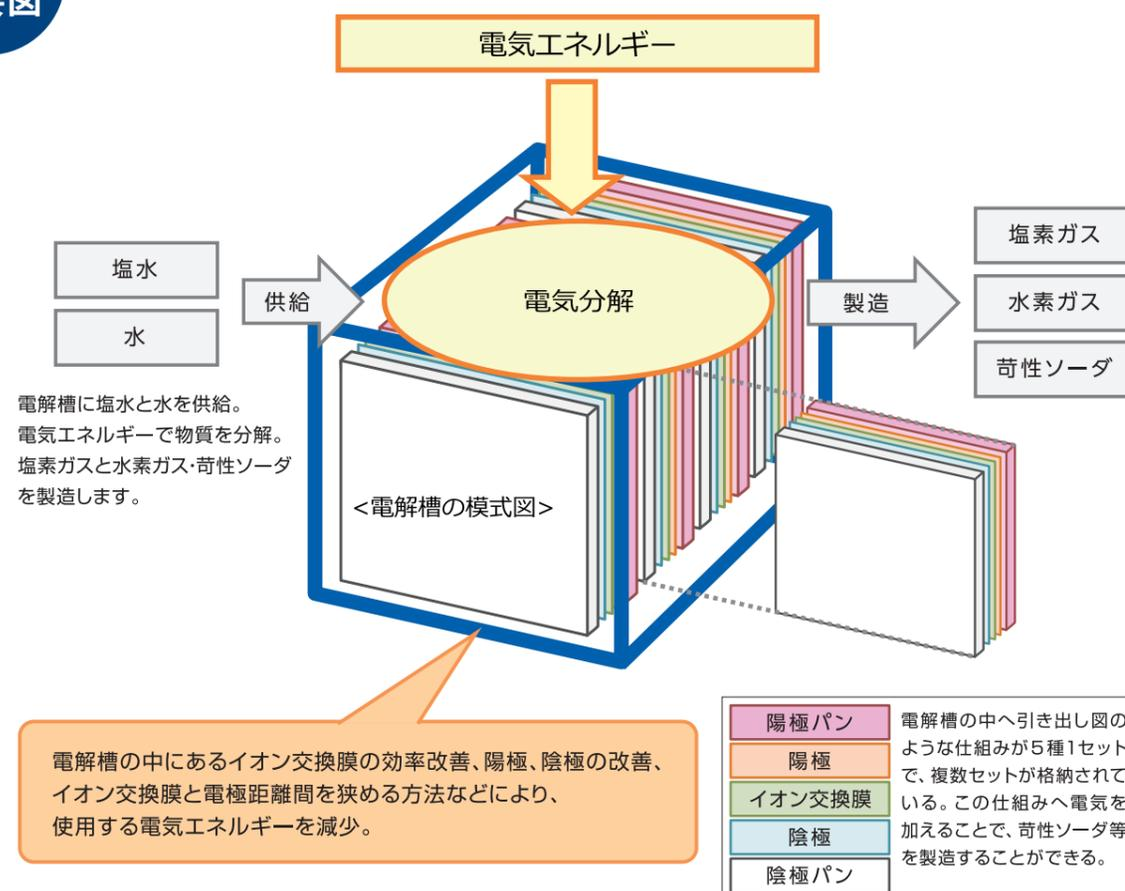 図
電気エネルギー
塩水
水
供給
電気分解
製造
塩素ガス
水素ガス
苛性ソーダ
電解槽に塩水と水を供給。
電気エネルギーで物質を分解。
塩素ガスと水素ガス・苛性ソーダ
を製造します。
<電解槽の模式図>
電解槽の中にあるイオン交換膜の効率改善、陽極、陰極の改善、
イオン交換膜と電極距離間を狭める方法などにより、
使用する電気エネルギーを減少。
陽極パン
陽極
イオン交換膜
陰極
陰極パン
電解槽の中へ引き出し図の
ような仕組みが5種1セット
で、複数セットが格納されて
いる。この仕組みへ電気を
加えることで、苛性ソーダ等
を製造することができる。